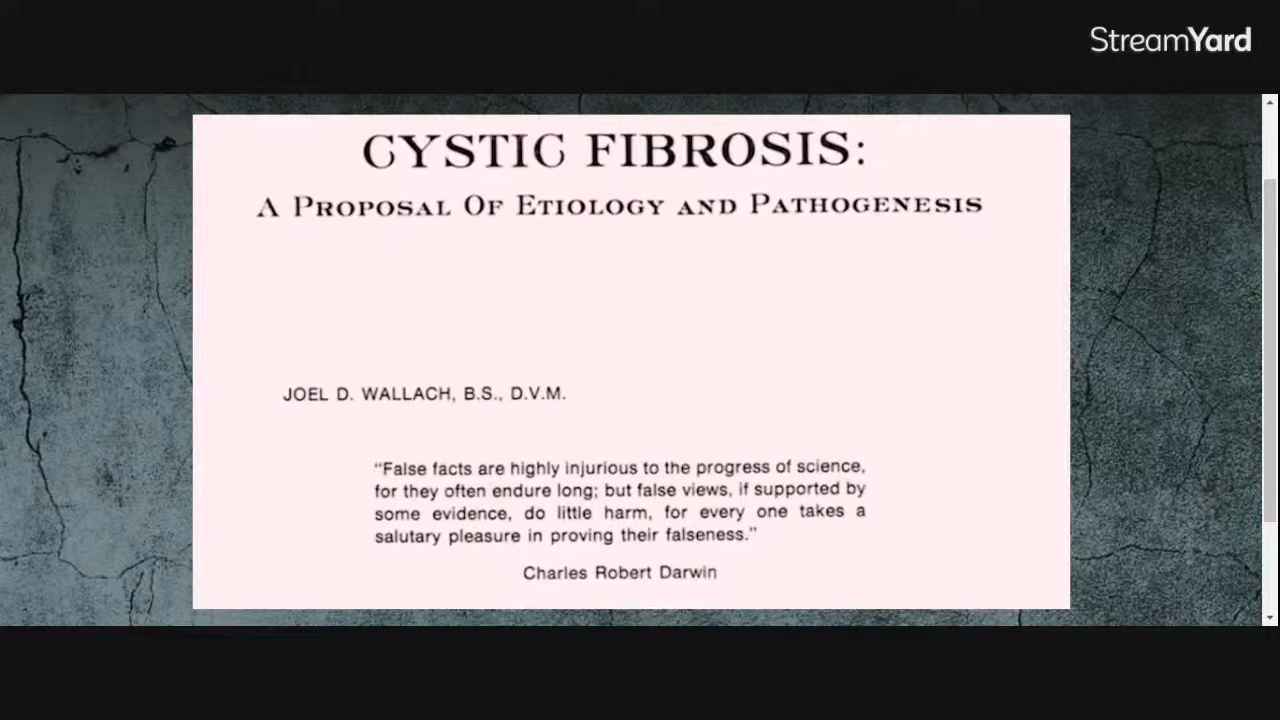 StreamYard
CYSTIC FIBROSIS:
A PROPOSAL OF ETIOLOGY AND PATHOGENESIS
JOEL D. WALLACH, B.S., D.V.M.
"False facts are highly injurious to the progress of science,
for they often endure long; but false views, if supported by
some evidence, do little harm, for every one takes a
salutary pleasure in proving their falseness."
Charles Robert Darwin